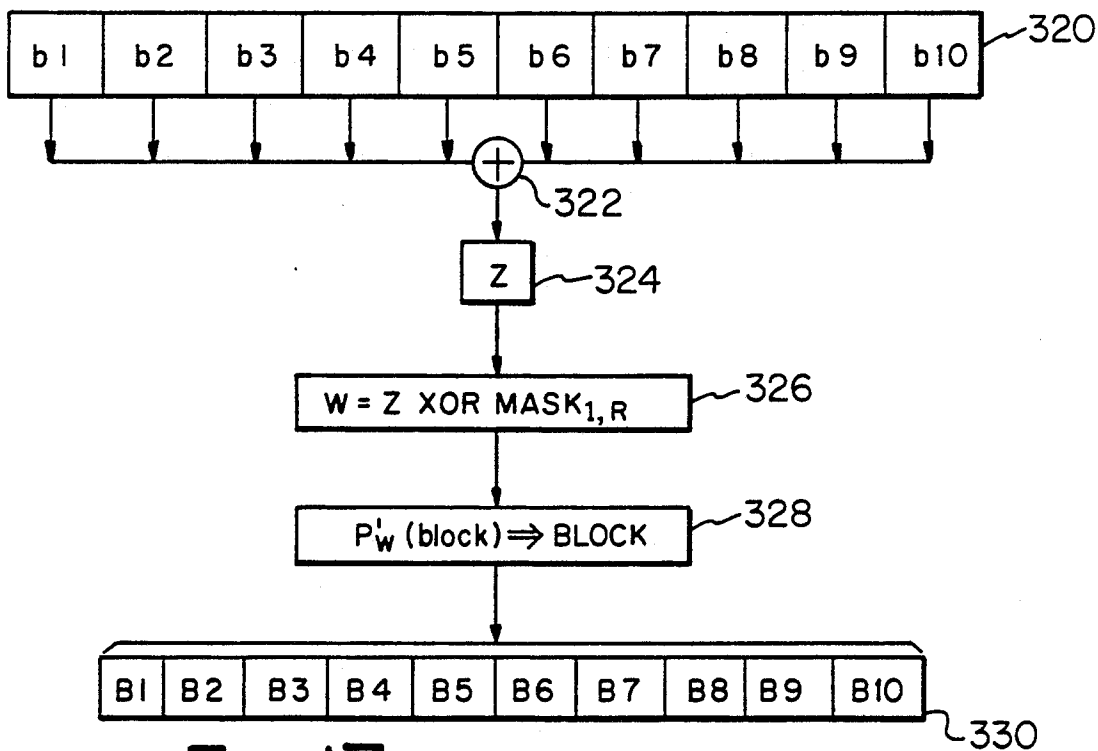 b1 b2 b3 b4 b5 b6 b7 b8 b9 b10
320
322
Z
324
W = Z XOR MASK1, R
326
P'W (block) ⇒ BLOCK
328
B1 B2 B3 B4 B5 B6 B7 B8 B9 B10
330